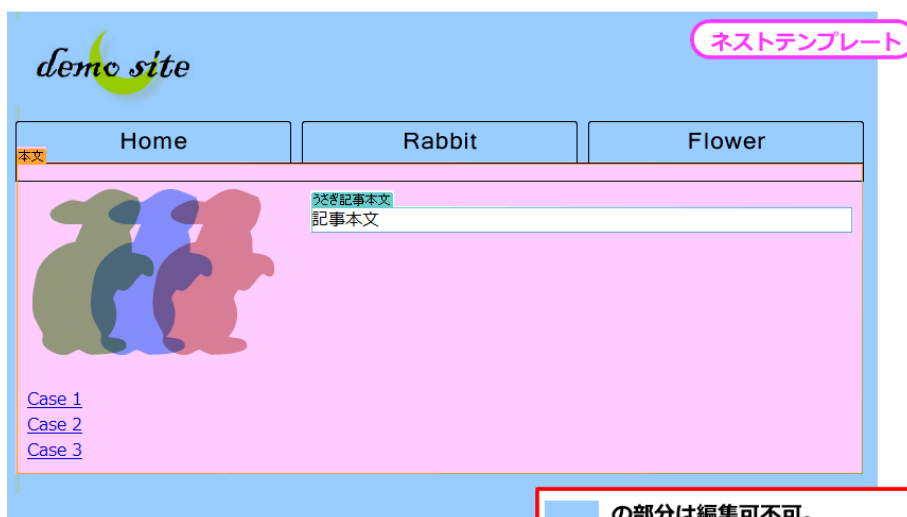 demo site
ネストテンプレート
Home
Rabbit
Flower
本文
うさぎ記事本文
記事本文
Case 1
Case 2
Case 3
の部分は編集可不可。